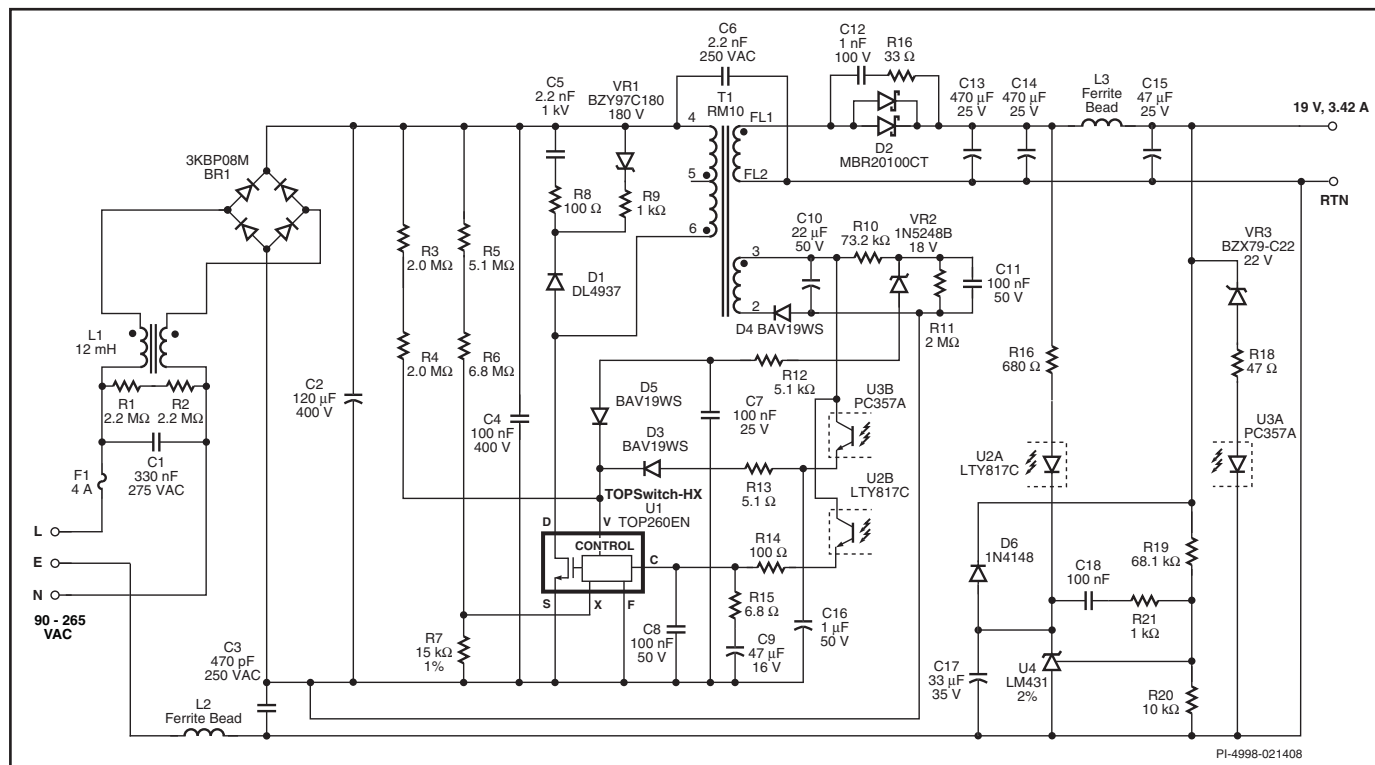 C6
2.2 nF
250 VAC
C12
1 nF
100 V
R16
33 Ω
C5
2.2 nF
1 kV
VR1
BZY97C180
180 V
T1
RM10
4
5
6
FL1
FL2
D2
MBR20100CT
C13
470 µF
25 V
C14
470 µF
25 V
L3
Ferrite
Bead
C15
47 µF
25 V
19 V, 3.42 A
RTN
3KBP08M
BR1
R8
100 Ω
R9
1 kΩ
R3
2.0 MΩ
R5
5.1 MΩ
D1
DL4937
3
2
C10
22 µF
50 V
R10
73.2 kΩ
VR2
1N5248B
18 V
C11
100 nF
50 V
D4 BAV19WS
R11
2 MΩ
VR3
BZX79-C22
22 V
L1
12 mH
R1
2.2 MΩ
R2
2.2 MΩ
C1
330 nF
275 VAC
F1
4 A
C2
120 µF
400 V
R4
2.0 MΩ
R6
6.8 MΩ
C4
100 nF
400 V
D5
BAV19WS
D3
BAV19WS
C7
100 nF
25 V
R12
5.1 kΩ
R13
5.1 Ω
U3B
PC357A
U2B
LTY817C
R16
680 Ω
U2A
LTY817C
R18
47 Ω
U3A
PC357A
TOPSwitch-HX
U1
TOP260EN
D
V
CONTROL
C
S
X
F
R14
100 Ω
R15
6.8 Ω
C8
100 nF
50 V
C9
47 µF
16 V
C16
1 µF
50 V
R7
15 kΩ
1%
D6
1N4148
C18
100 nF
R21
1 kΩ
R19
68.1 kΩ
C17
33 µF
35 V
U4
LM431
2%
R20
10 kΩ
L
E
N
90 - 265
VAC
C3
470 pF
250 VAC
L2
Ferrite Bead
PI-4998-021408